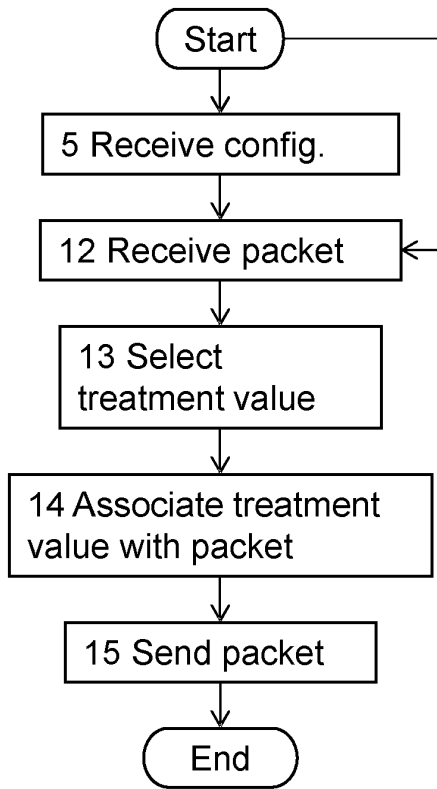 Start
5 Receive config.
12 Receive packet
13 Select
treatment value
14 Associate treatment
value with packet
15 Send packet
End